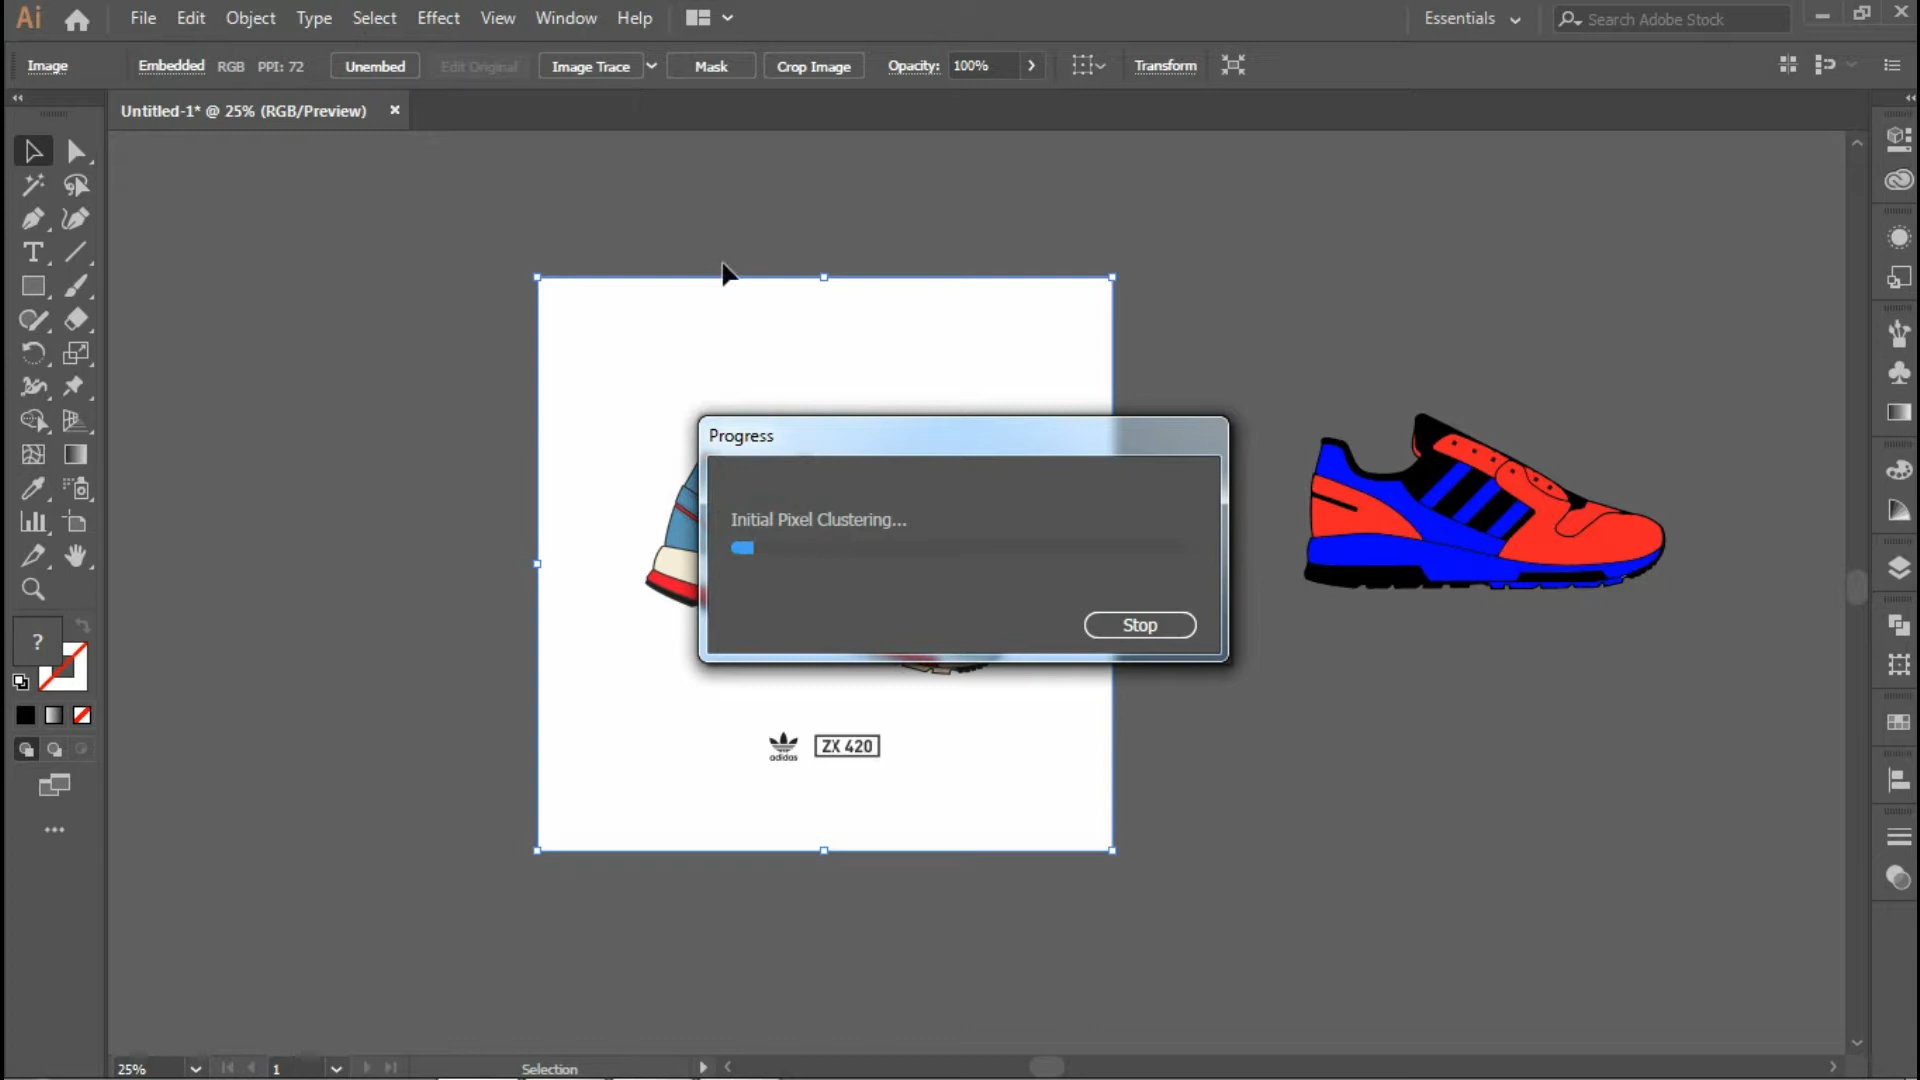 Ai File Edit Object Type Select Effect View Window Help Essentials Search Adobe Stock
Image Embedded RGB PPI: 72 Unembed Edit Original Image Trace Mask Crop Image Opacity: 100% Transform
Untitled-1* @ 25% (RGB/Preview)
Progress
Initial Pixel Clustering...
Stop
?
adidas ZX 420
25% 1 Selection